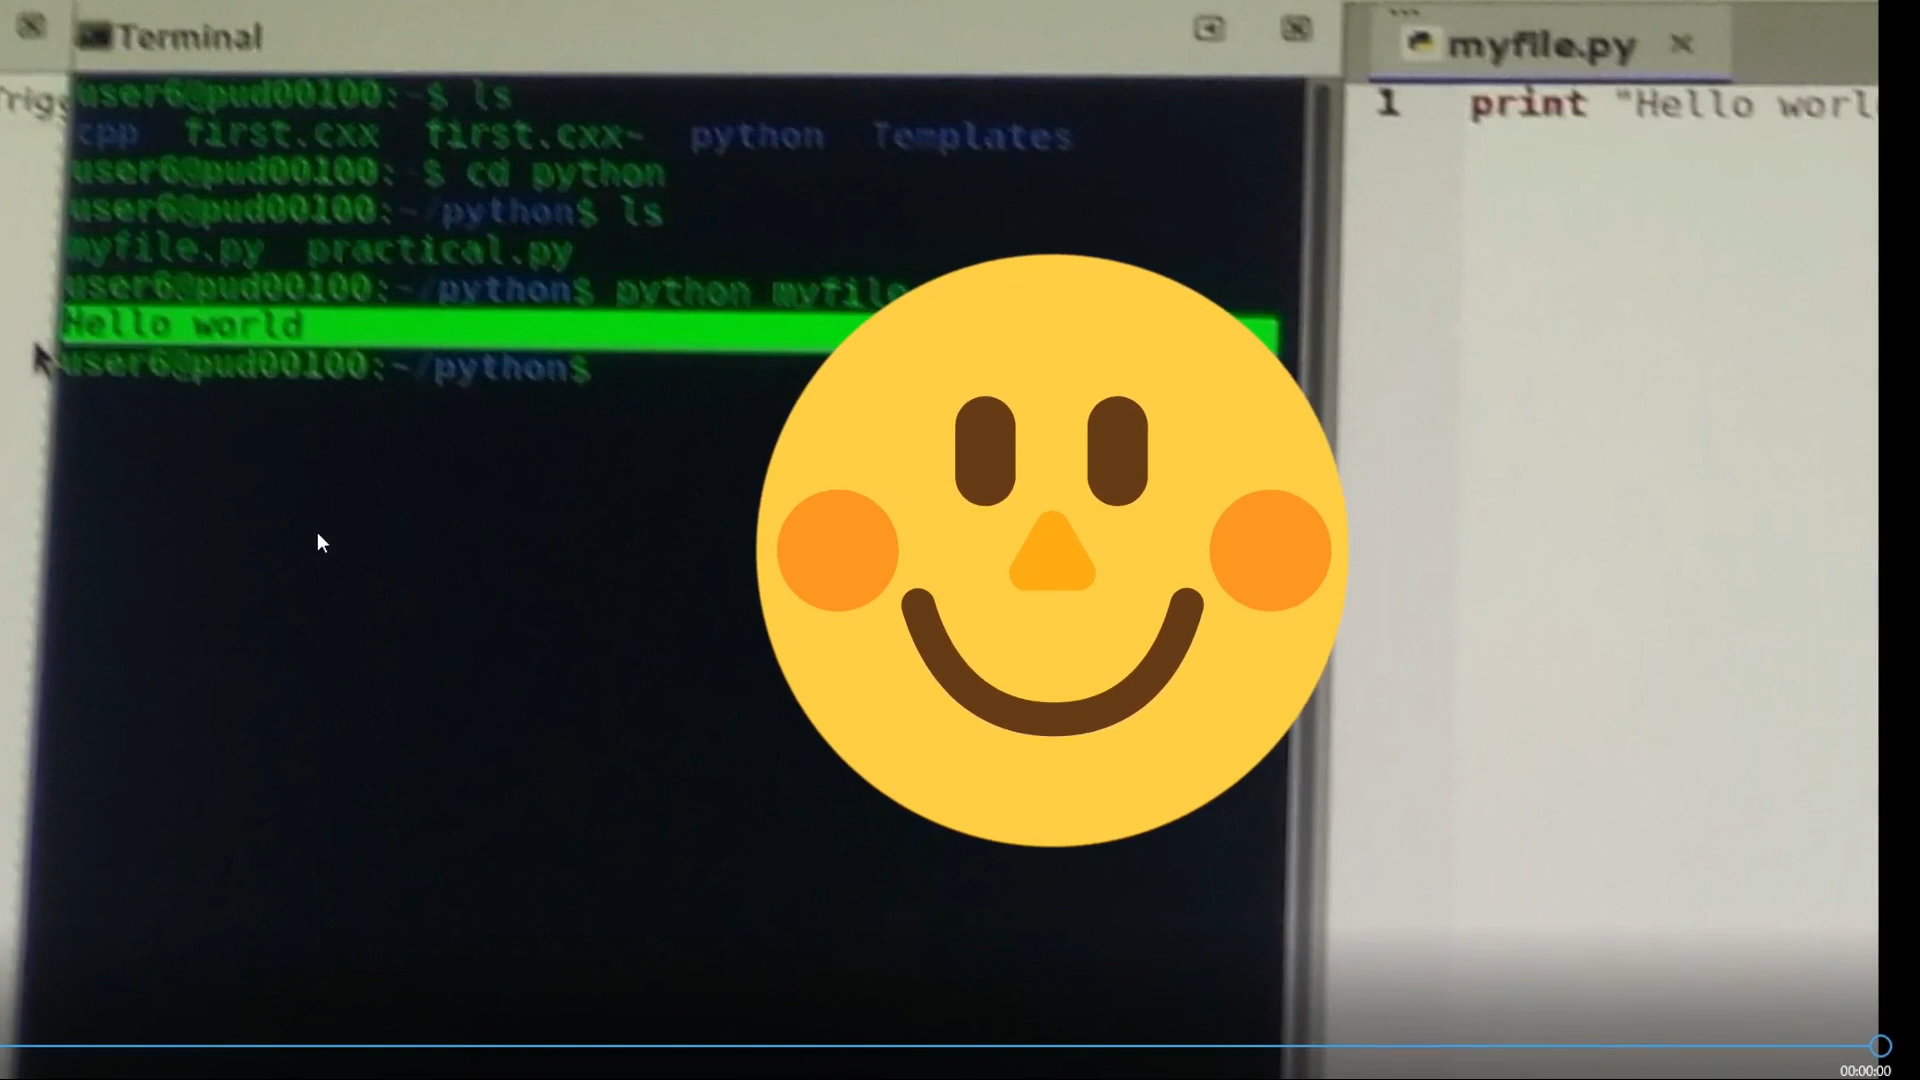 Terminal
user6@pud00100:~$ ls
cpp first.cxx first.cxx~ python Templates
user6@pud00100:~$ cd python
user6@pud00100:~/python$ ls
myfile.py practical.py
user6@pud00100:~/python$ python myfile
Hello world
user6@pud00100:~/python$
myfile.py
1 print "Hello worl
00:00:00